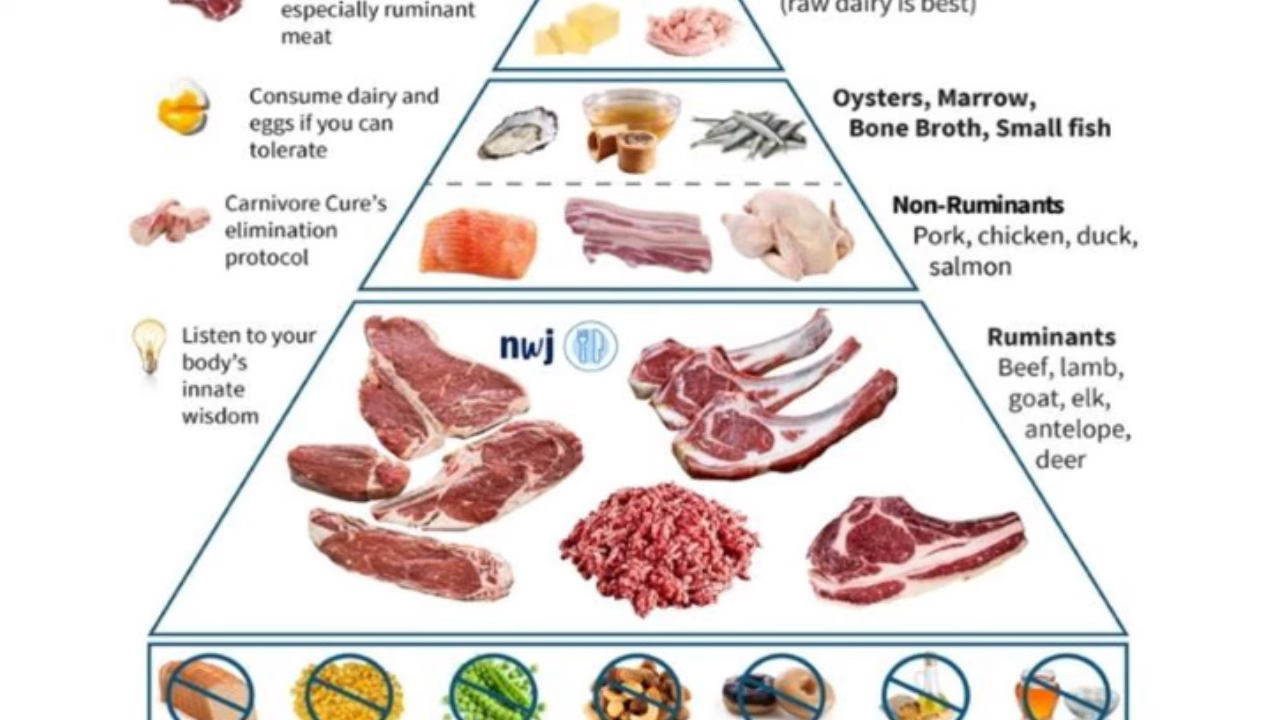 especially ruminant
meat
(raw dairy is best)
Consume dairy and
eggs if you can
tolerate
Oysters, Marrow,
Bone Broth, Small fish
Carnivore Cure's
elimination
protocol
Non-Ruminants
Pork, chicken, duck,
salmon
Listen to your
body's
innate
wisdom
nwj
Ruminants
Beef, lamb,
goat, elk,
antelope,
deer